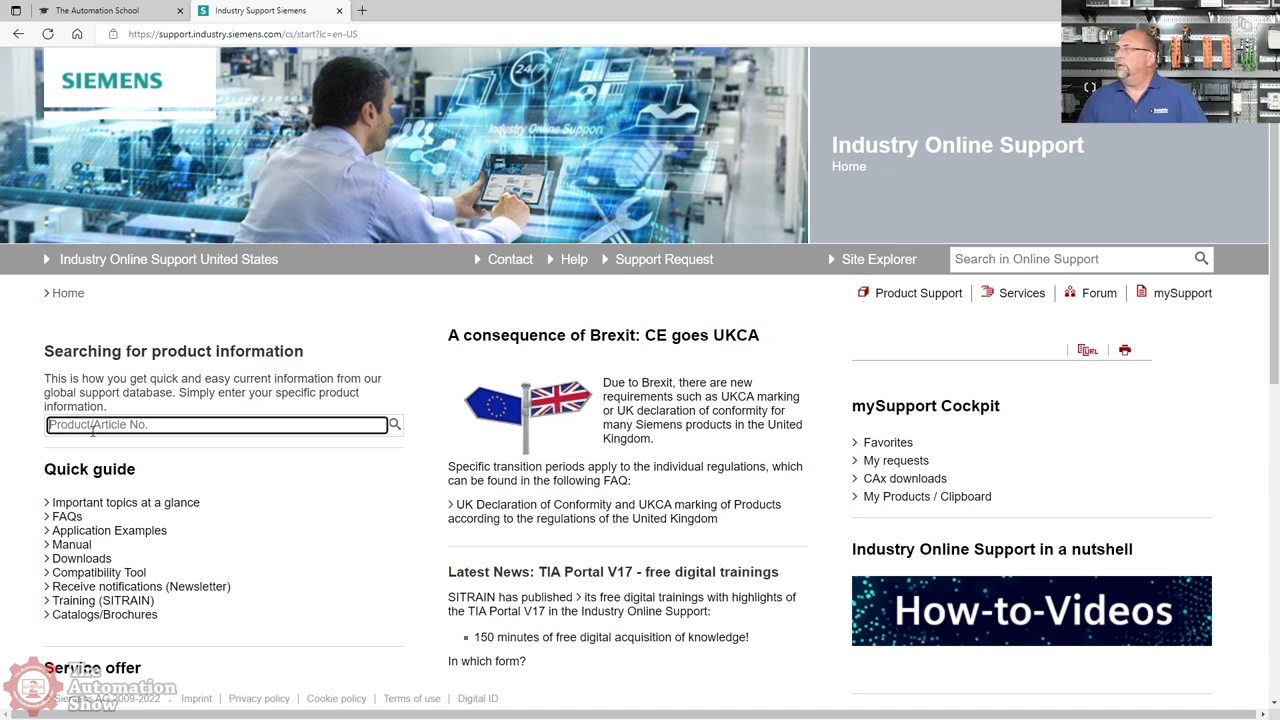 The Automation School
Industry Support Siemens
https://support.industry.siemens.com/cs/start?lc=en-US
SIEMENS
24/7
Industry Online Support
Industry Online Support
Home
Industry Online Support United States
Contact
Help
Support Request
Site Explorer
Search in Online Support
Home
Product Support
Services
Forum
mySupport
Searching for product information
This is how you get quick and easy current information from our
global support database. Simply enter your specific product
information.
Product/Article No.
Quick guide
Important topics at a glance
FAQs
Application Examples
Manual
Downloads
Compatibility Tool
Receive notifications (Newsletter)
Training (SITRAIN)
Catalogs/Brochures
Service offer
A consequence of Brexit: CE goes UKCA
Due to Brexit, there are new
requirements such as UKCA marking
or UK declaration of conformity for
many Siemens products in the United
Kingdom.
Specific transition periods apply to the individual regulations, which
can be found in the following FAQ:
UK Declaration of Conformity and UKCA marking of Products
according to the regulations of the United Kingdom
Latest News: TIA Portal V17 - free digital trainings
SITRAIN has published > its free digital trainings with highlights of
the TIA Portal V17 in the Industry Online Support:
150 minutes of free digital acquisition of knowledge!
In which form?
URL
mySupport Cockpit
Favorites
My requests
CAx downloads
My Products / Clipboard
Industry Online Support in a nutshell
How-to-Videos
The
Automation
Show
Siemens AG 2009-2022
Imprint
Privacy policy
Cookie policy
Terms of use
Digital ID